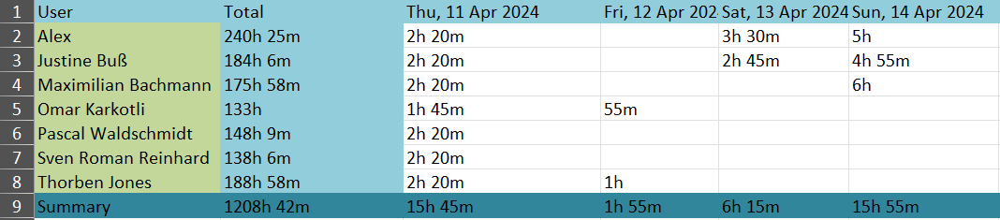 1 User Total Thu, 11 Apr 2024 Fri, 12 Apr 202 Sat, 13 Apr 2024 Sun, 14 Apr 2024
2 Alex 240h 25m 2h 20m 3h 30m 5h
3 Justine Buß 184h 6m 2h 20m 2h 45m 4h 55m
4 Maximilian Bachmann 175h 58m 2h 20m 6h
5 Omar Karkotli 133h 1h 45m 55m
6 Pascal Waldschmidt 148h 9m 2h 20m
7 Sven Roman Reinhard 138h 6m 2h 20m
8 Thorben Jones 188h 58m 2h 20m 1h
9 Summary 1208h 42m 15h 45m 1h 55m 6h 15m 15h 55m